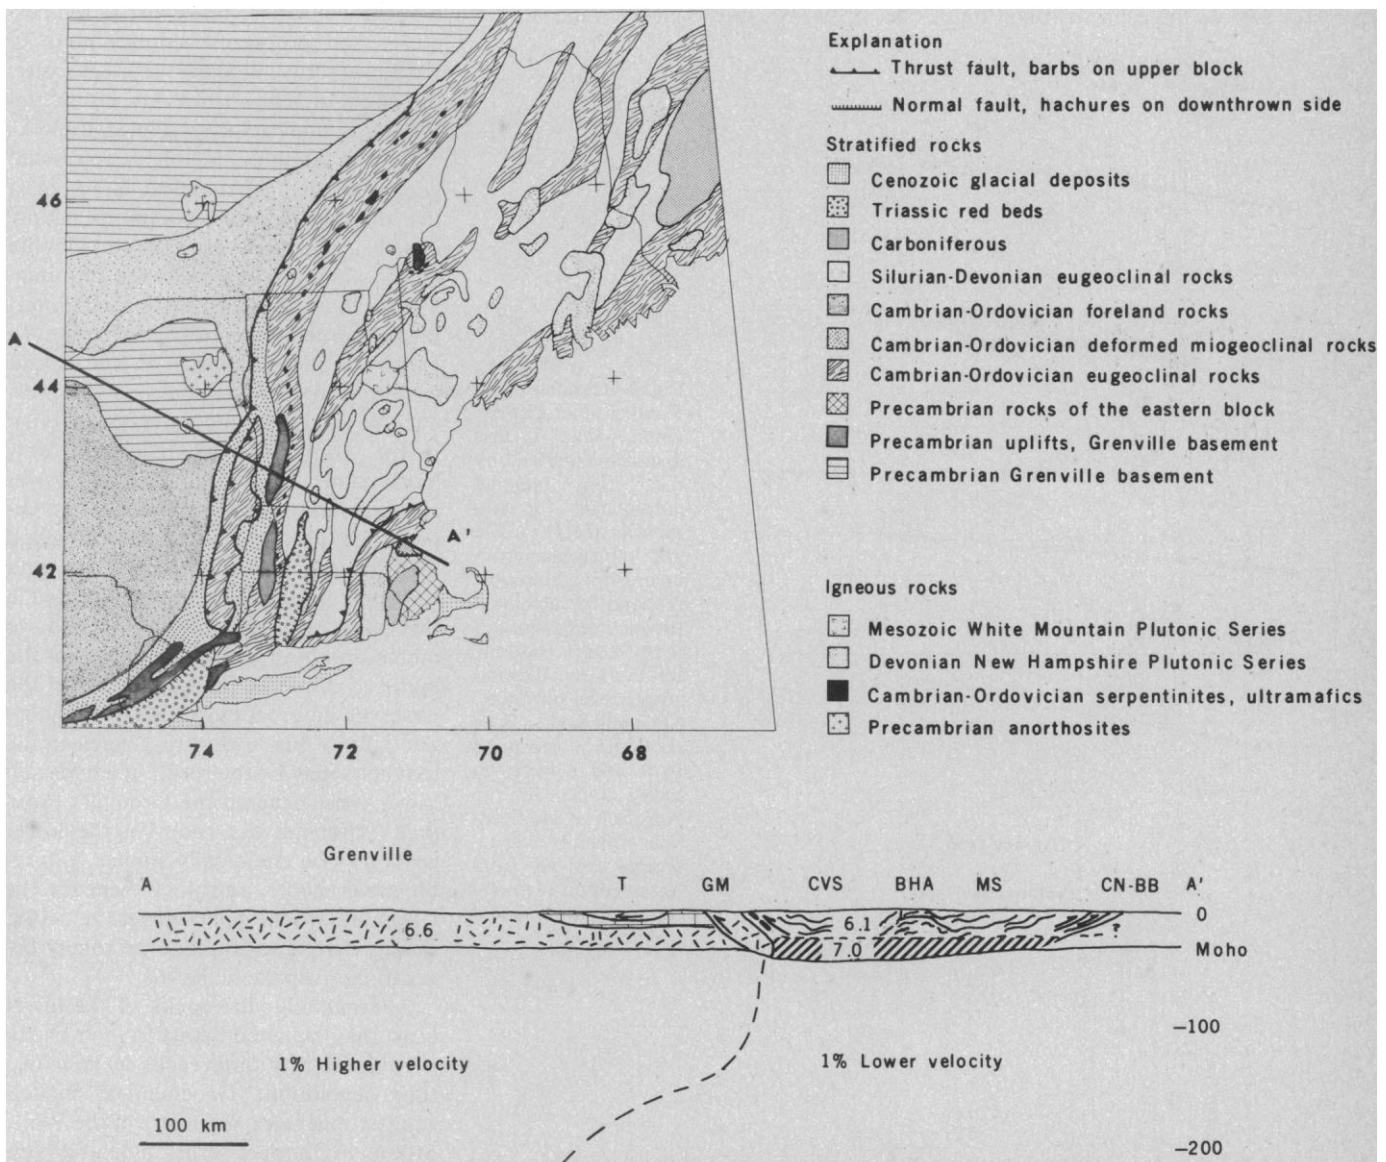 Explanation
Thrust fault, barbs on upper block
Normal fault, hachures on downthrown side
Stratified rocks
Cenozoic glacial deposits
Triassic red beds
Carboniferous
Silurian-Devonian eugeoclinal rocks
Cambrian-Ordovician foreland rocks
Cambrian-Ordovician deformed miogeoclinal rocks
Cambrian-Ordovician eugeoclinal rocks
Precambrian rocks of the eastern block
Precambrian uplifts, Grenville basement
Precambrian Grenville basement
Igneous rocks
Mesozoic White Mountain Plutonic Series
Devonian New Hampshire Plutonic Series
Cambrian-Ordovician serpentinites, ultramafics
Precambrian anorthosites
46
A
44
A'
42
74 72 70 68
Grenville
A T GM CVS BHA MS CN-BB A'
6.6 6.1 ? 0
7.0 Moho
-100
1% Higher velocity 1% Lower velocity
100 km
-200